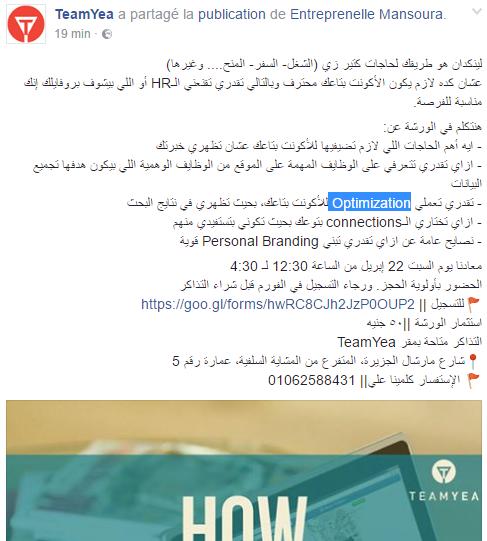 TeamYea a partagé la publication de Entreprenelle Mansoura.
19 min ·
لينكدان هو طريقك لحاجات كتير زي (الشغل- السفر- المنح.... وغيرها)
عشان كده لازم يكون الأكونت بتاعك محترف وبالتالي تقدري تقنعني الـHR أو اللي بيشوف بروفايلك إنك
مناسبة للفرصة.
هنتكلم في الورشة عن:
- ايه أهم الحاجات اللي لازم تضيفيها للأكونت بتاعك عشان تظهري خبرتك
- ازاي تقدري تتعرفي على الوظايف المهمة على الموقع من الوظايف الوهمية اللي بيكون هدفها تجميع
البيانات
- تقدري تعملي Optimization للأكونت بتاعك، بحيث تظهري في نتايج البحث
- ازاي تختاري الـconnections بتوعك بحيث تكوني بتستفيدي منهم
- نصايح عامة عن ازاي تقدري تبني Personal Branding قوية
معادنا يوم السبت 22 إبريل من الساعة 12:30 لـ 4:30
الحضور بأولوية الحجز. ورجاء التسجيل في الفورم قبل شراء التذاكر
🚩 للتسجيل || https://goo.gl/forms/hwRC8CJh2JzP0OUP2
استثمار الورشة ||٥٠ جنيه
التذاكر متاحة بمقر TeamYea
📍شارع مارشال الجزيرة، المتفرع من المشاية السفلية، عمارة رقم 5
🚩 الإستفسار كلمينا علي|| 01062588431
TEAMYEA
HOW